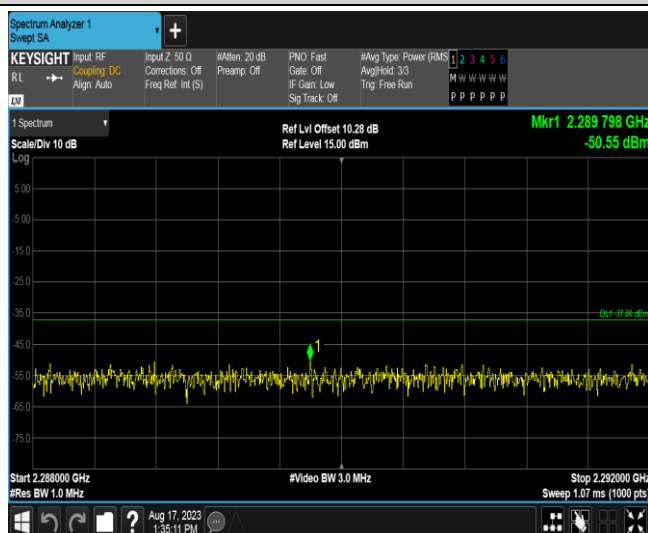 Spectrum Analyzer 1
Swept SA
+
KEYSIGHT
RL
LXI
Input: RF
Coupling: DC
Align: Auto
Input Z: 50 Ω
Corrections: Off
Freq Ref: Int (S)
#Atten: 20 dB
Preamp: Off
PNO: Fast
Gate: Off
IF Gain: Low
Sig Track: Off
#Avg Type: Power (RMS
Avg|Hold: 3/3
Trig: Free Run
1 2 3 4 5 6
M W W W W W
P P P P P P
1 Spectrum
Scale/Div 10 dB
Ref Lvl Offset 10.28 dB
Ref Level 15.00 dBm
Mkr1 2.289 798 GHz
-50.55 dBm
Log
5.00
-5.00
-15.0
-25.0
-35.0
DL1 -37.00 dBm
-45.0
1
-55.0
-65.0
-75.0
Start 2.288000 GHz
#Res BW 1.0 MHz
#Video BW 3.0 MHz
Stop 2.292000 GHz
Sweep 1.07 ms (1000 pts)
?
Aug 17, 2023
1:35:11 PM